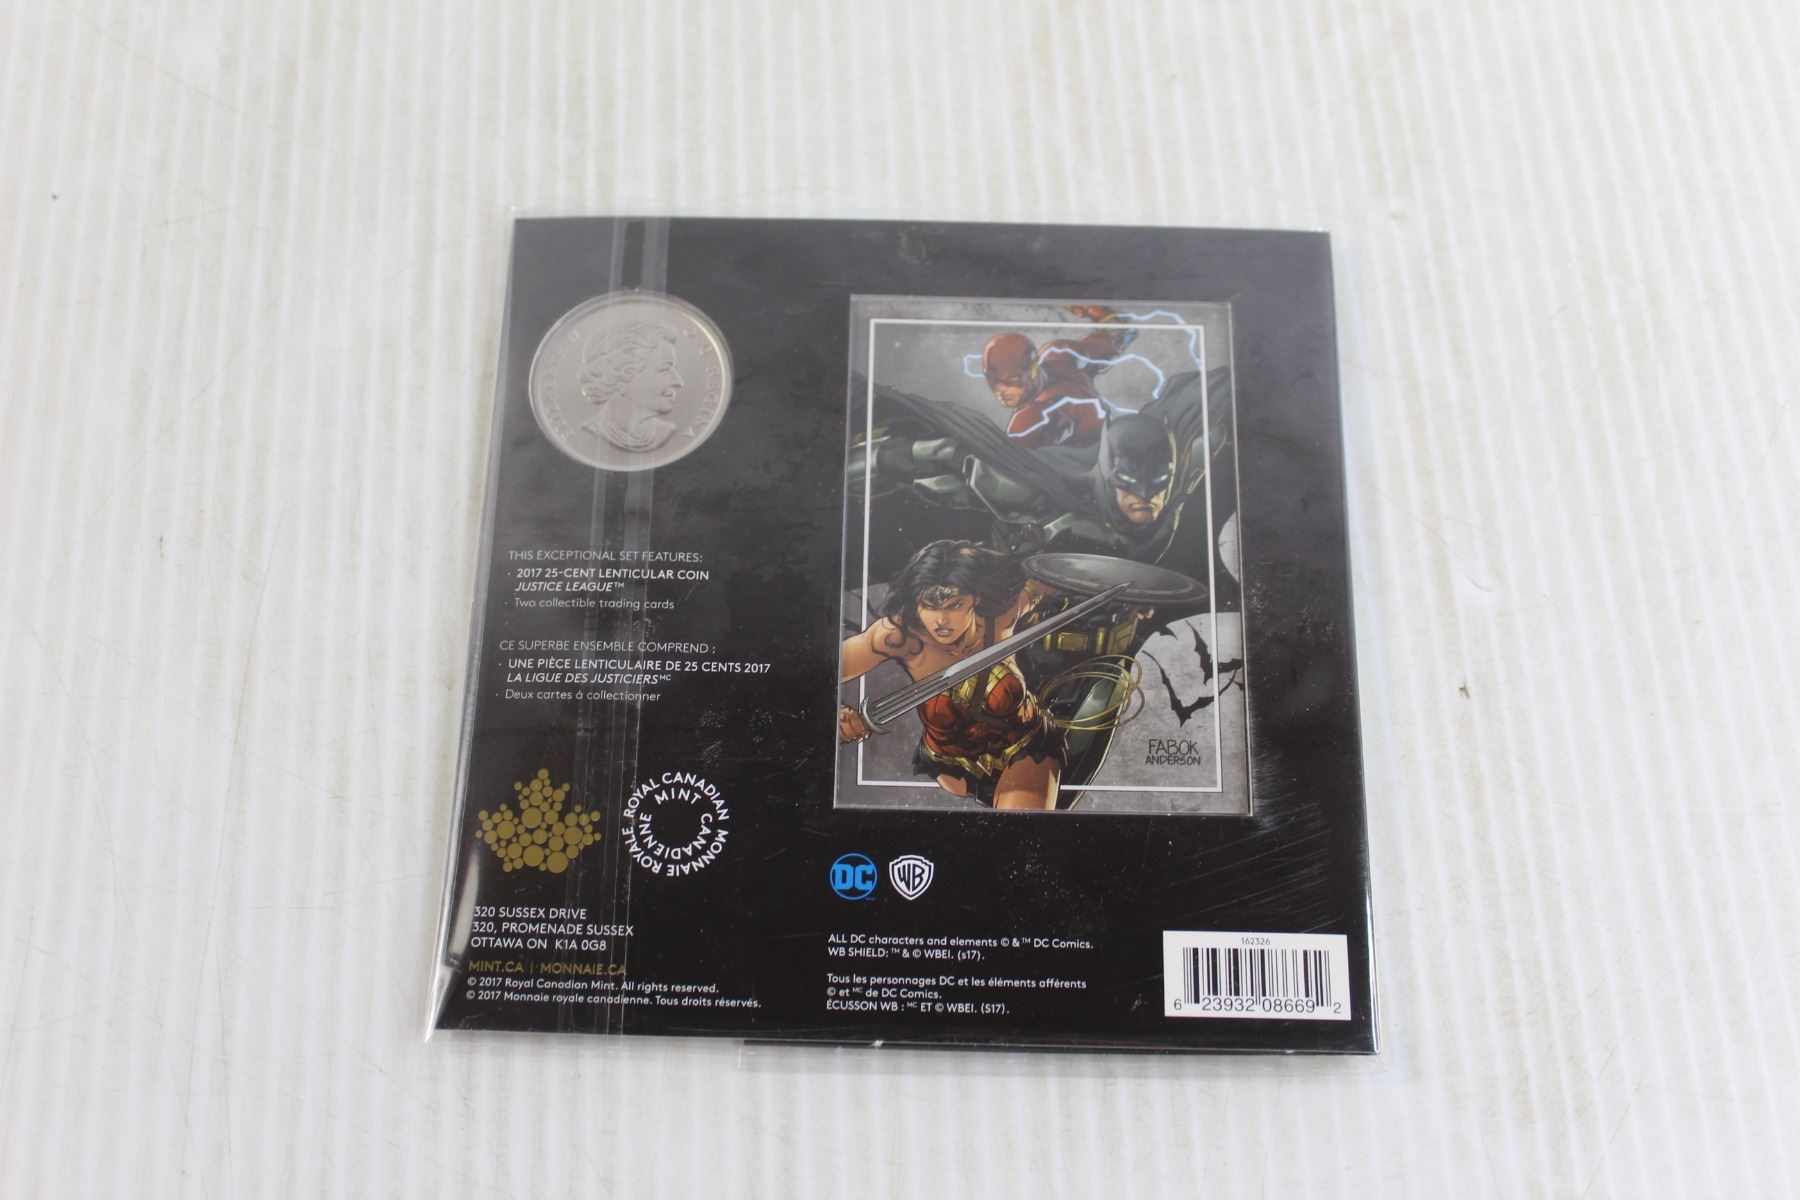 ELIZABETH II
D·G·REGINA
THIS EXCEPTIONAL SET FEATURES:
· 2017 25-CENT LENTICULAR COIN
JUSTICE LEAGUE™
· Two collectible trading cards
CE SUPERBE ENSEMBLE COMPREND :
· UNE PIÈCE LENTICULAIRE DE 25 CENTS 2017
LA LIGUE DES JUSTICIERS MC
· Deux cartes à collectionner
ROYAL CANADIAN MINT
MONNAIE ROYALE CANADIENNE
320 SUSSEX DRIVE
320, PROMENADE SUSSEX
OTTAWA ON K1A 0G8
MINT.CA | MONNAIE.CA
© 2017 Royal Canadian Mint. All rights reserved.
© 2017 Monnaie royale canadienne. Tous droits réservés.
FABOK
ANDERSON
DC
WB
ALL DC characters and elements © & ™ DC Comics.
WB SHIELD: ™ & © WBEI. (s17).
Tous les personnages DC et les éléments afférents
© et MC de DC Comics.
ÉCUSSON WB : MC ET © WBEI. (S17).
162326
6 23932 08669 2